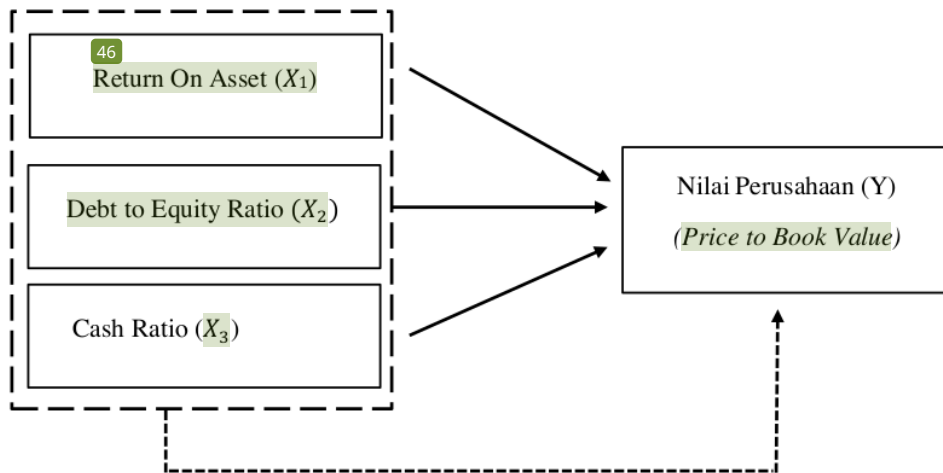 46
Return On Asset (X1)
Debt to Equity Ratio (X2)
Cash Ratio (X3)
Nilai Perusahaan (Y)
(Price to Book Value)